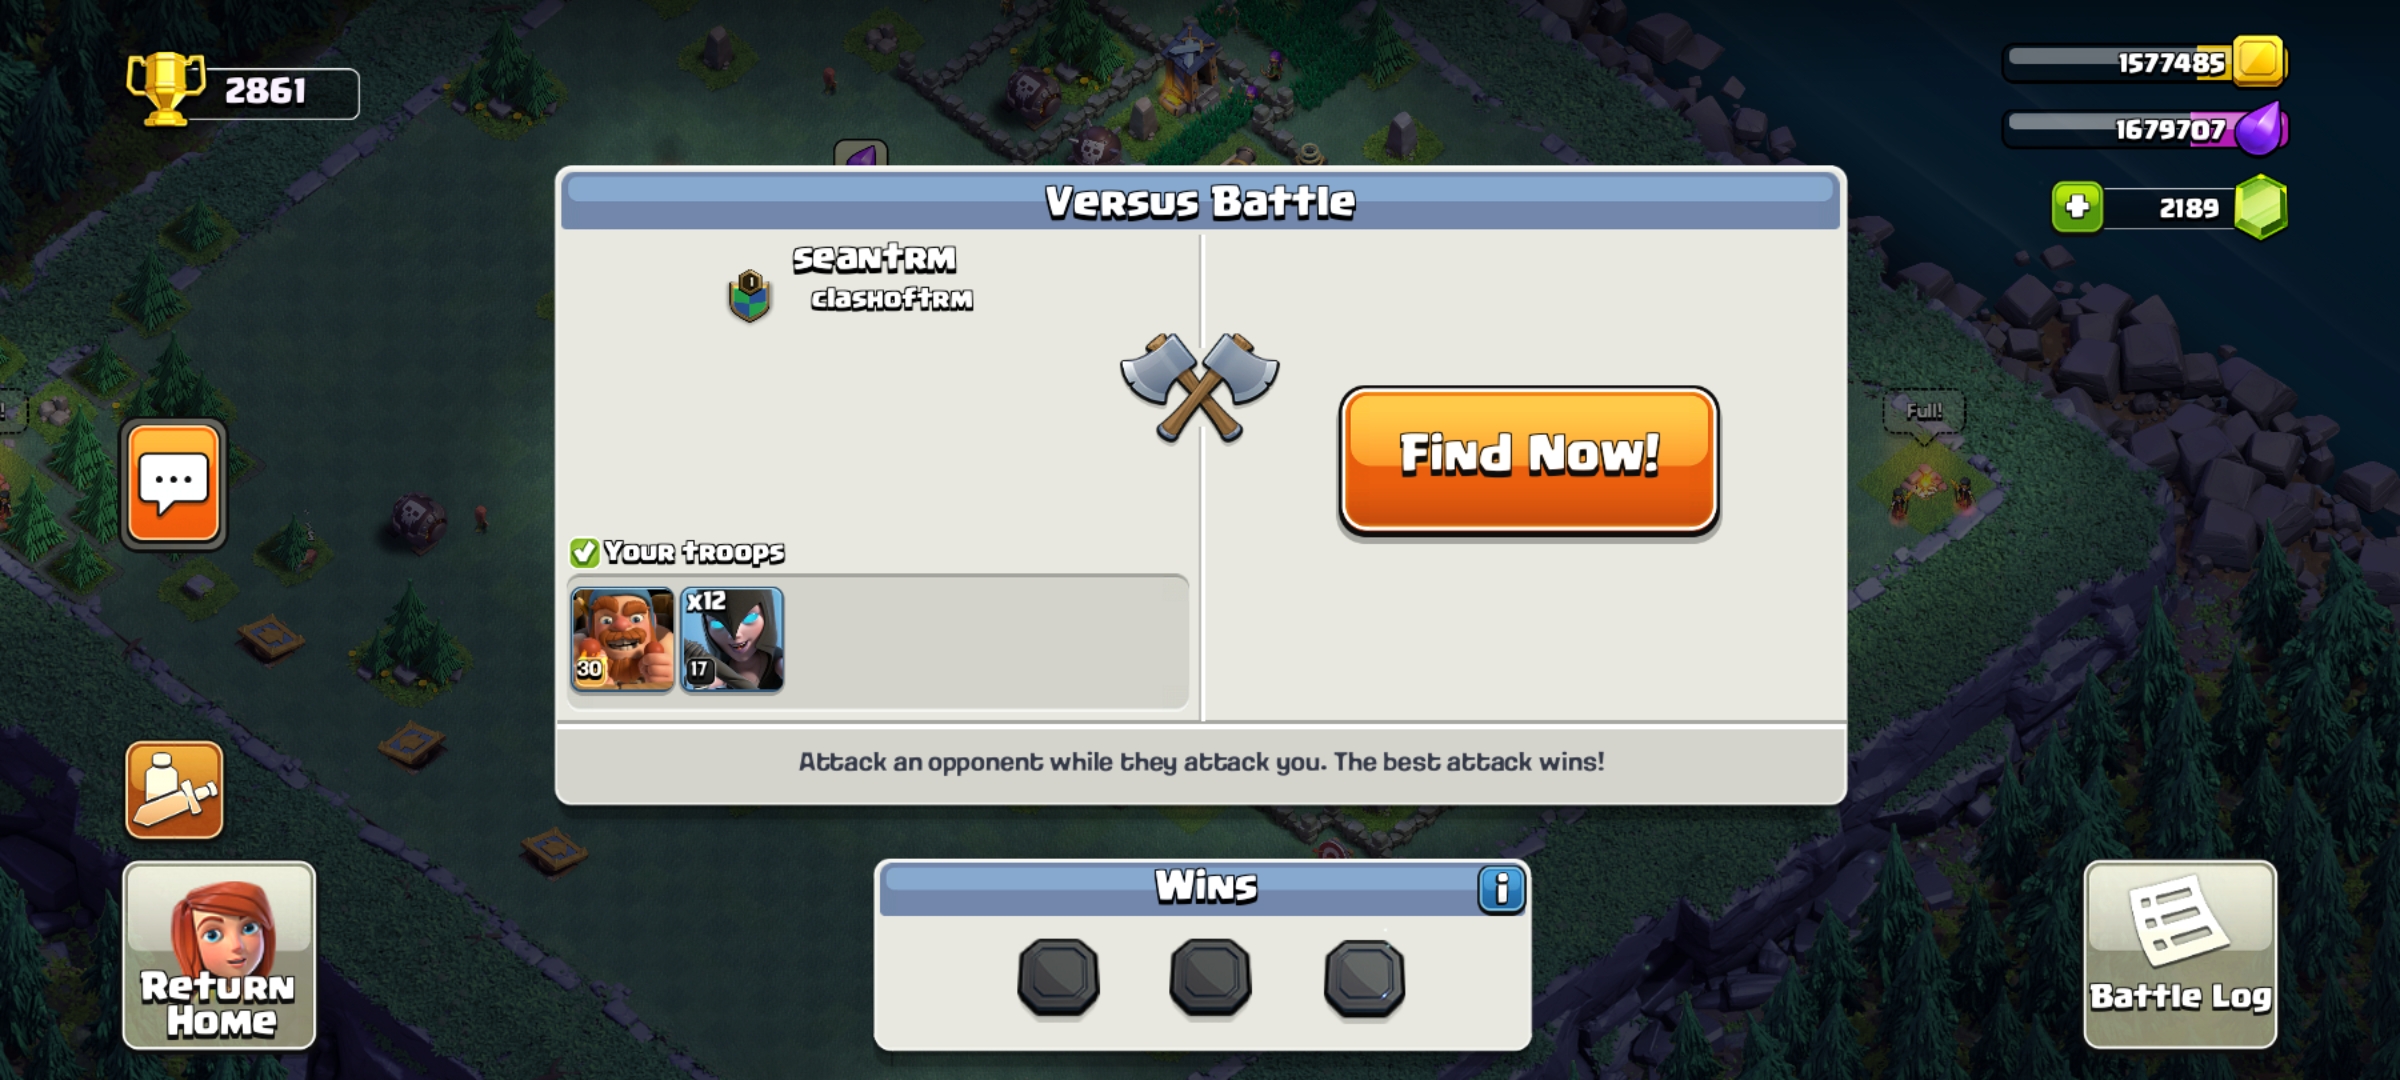 2861
1577485
1679707
2189
Versus Battle
seantrm
1
clashoftrm
Find Now!
Full!
!
Your troops
30
x12
17
Attack an opponent while they attack you. The best attack wins!
Wins
i
Return
Home
Battle Log